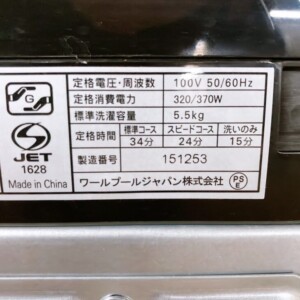 定格電圧・周波数 100V 50/60Hz
定格消費電力 320/370W
標準洗濯容量 5.5kg
定格時間 標準コース スピードコース 洗いのみ
34分 24分 15分
製造番号 151253
ワールプールジャパン株式会社
PS
E
G
JET
1628
Made in China